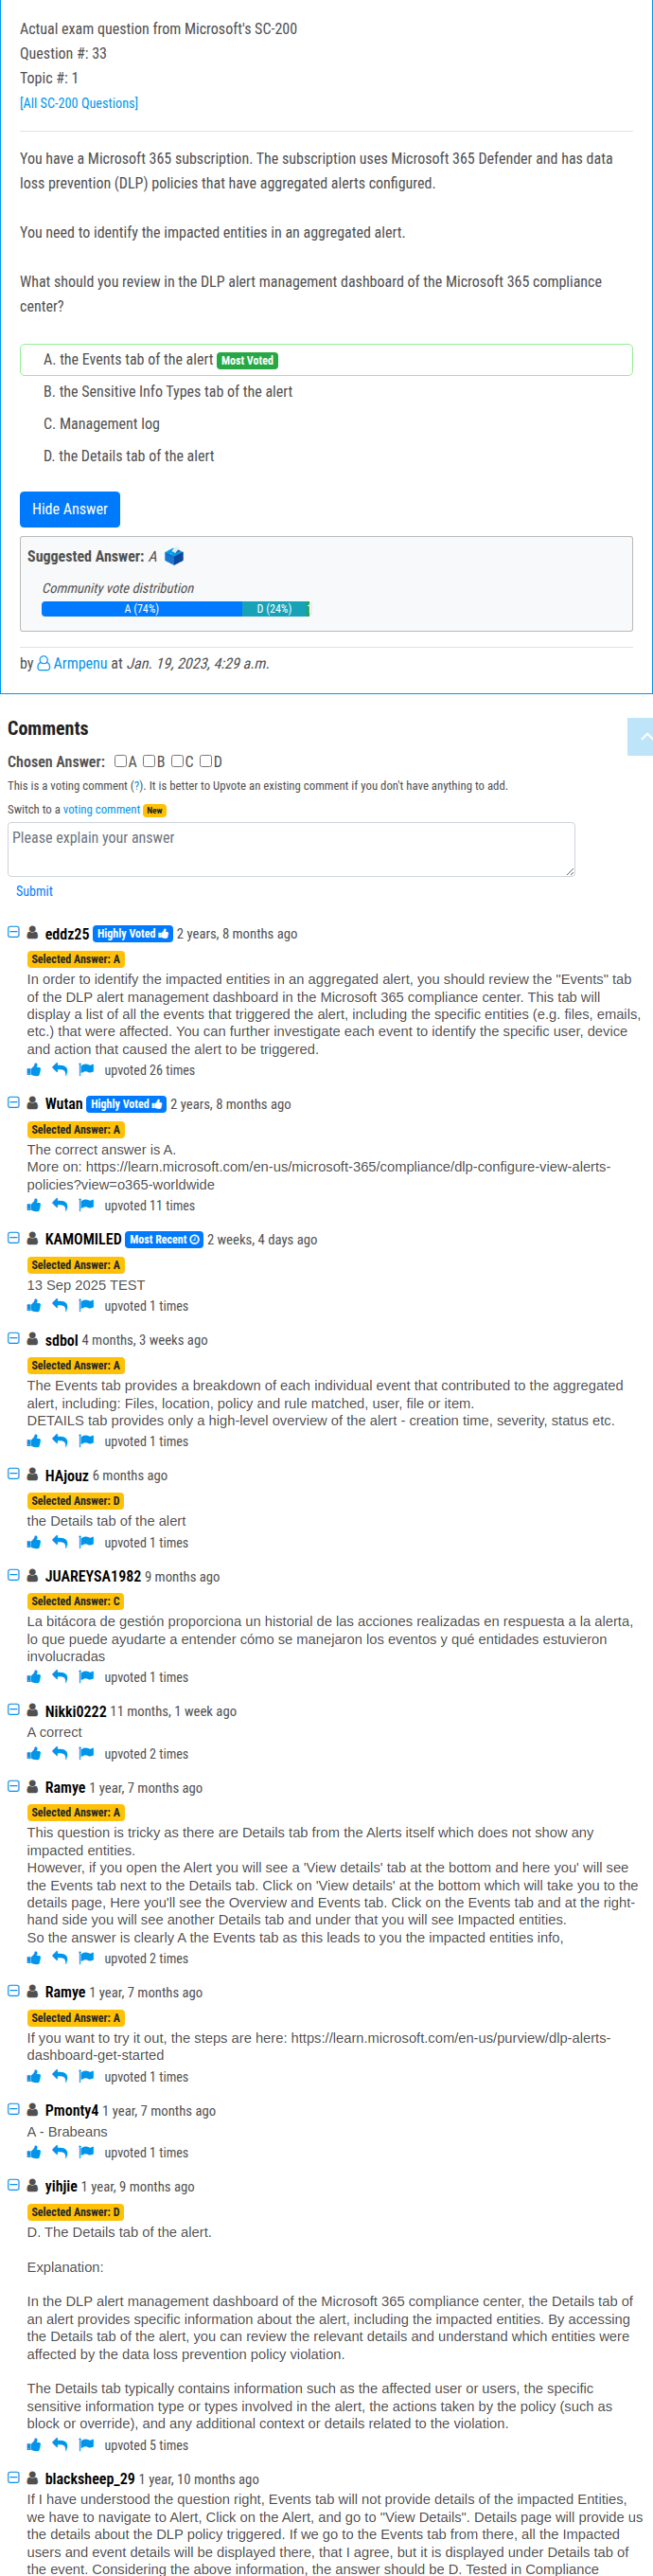 Actual exam question from Microsoft's SC-200
Question #: 33
Topic #: 1
[All SC-200 Questions]
You have a Microsoft 365 subscription. The subscription uses Microsoft 365 Defender and has data
loss prevention (DLP) policies that have aggregated alerts configured.
You need to identify the impacted entities in an aggregated alert.
What should you review in the DLP alert management dashboard of the Microsoft 365 compliance
center?
A. the Events tab of the alert Most Voted
B. the Sensitive Info Types tab of the alert
C. Management log
D. the Details tab of the alert
Hide Answer
Suggested Answer: A
Community vote distribution
A (74%) D (24%)
by Armpenu at Jan. 19, 2023, 4:29 a.m.
Comments
Chosen Answer: A B C D
This is a voting comment (?). It is better to Upvote an existing comment if you don't have anything to add.
Switch to a voting comment New
Please explain your answer
Submit
eddz25 Highly Voted 2 years, 8 months ago
Selected Answer: A
In order to identify the impacted entities in an aggregated alert, you should review the "Events" tab
of the DLP alert management dashboard in the Microsoft 365 compliance center. This tab will
display a list of all the events that triggered the alert, including the specific entities (e.g. files, emails,
etc.) that were affected. You can further investigate each event to identify the specific user, device
and action that caused the alert to be triggered.
upvoted 26 times
Wutan Highly Voted 2 years, 8 months ago
Selected Answer: A
The correct answer is A.
More on: https://learn.microsoft.com/en-us/microsoft-365/compliance/dlp-configure-view-alerts-
policies?view=o365-worldwide
upvoted 11 times
KAMOMILED Most Recent 2 weeks, 4 days ago
Selected Answer: A
13 Sep 2025 TEST
upvoted 1 times
sdbol 4 months, 3 weeks ago
Selected Answer: A
The Events tab provides a breakdown of each individual event that contributed to the aggregated
alert, including: Files, location, policy and rule matched, user, file or item.
DETAILS tab provides only a high-level overview of the alert - creation time, severity, status etc.
upvoted 1 times
HAjouz 6 months ago
Selected Answer: D
the Details tab of the alert
upvoted 1 times
JUAREYSA1982 9 months ago
Selected Answer: C
La bitácora de gestión proporciona un historial de las acciones realizadas en respuesta a la alerta,
lo que puede ayudarte a entender cómo se manejaron los eventos y qué entidades estuvieron
involucradas
upvoted 1 times
Nikki0222 11 months, 1 week ago
A correct
upvoted 2 times
Ramye 1 year, 7 months ago
Selected Answer: A
This question is tricky as there are Details tab from the Alerts itself which does not show any
impacted entities.
However, if you open the Alert you will see a 'View details' tab at the bottom and here you' will see
the Events tab next to the Details tab. Click on 'View details' at the bottom which will take you to the
details page, Here you'll see the Overview and Events tab. Click on the Events tab and at the right-
hand side you will see another Details tab and under that you will see Impacted entities.
So the answer is clearly A the Events tab as this leads to you the impacted entities info,
upvoted 2 times
Ramye 1 year, 7 months ago
Selected Answer: A
If you want to try it out, the steps are here: https://learn.microsoft.com/en-us/purview/dlp-alerts-
dashboard-get-started
upvoted 1 times
Pmonty4 1 year, 7 months ago
A - Brabeans
upvoted 1 times
yihjie 1 year, 9 months ago
Selected Answer: D
D. The Details tab of the alert.
Explanation:
In the DLP alert management dashboard of the Microsoft 365 compliance center, the Details tab of
an alert provides specific information about the alert, including the impacted entities. By accessing
the Details tab of the alert, you can review the relevant details and understand which entities were
affected by the data loss prevention policy violation.
The Details tab typically contains information such as the affected user or users, the specific
sensitive information type or types involved in the alert, the actions taken by the policy (such as
block or override), and any additional context or details related to the violation.
upvoted 5 times
blacksheep_29 1 year, 10 months ago
If I have understood the question right, Events tab will not provide details of the impacted Entities,
we have to navigate to Alert, Click on the Alert, and go to "View Details". Details page will provide us
the details about the DLP policy triggered. If we go to the Events tab from there, all the Impacted
users and event details will be displayed there, that I agree, but it is displayed under Details tab of
the event. Considering the above information, the answer should be D. Tested in Compliance